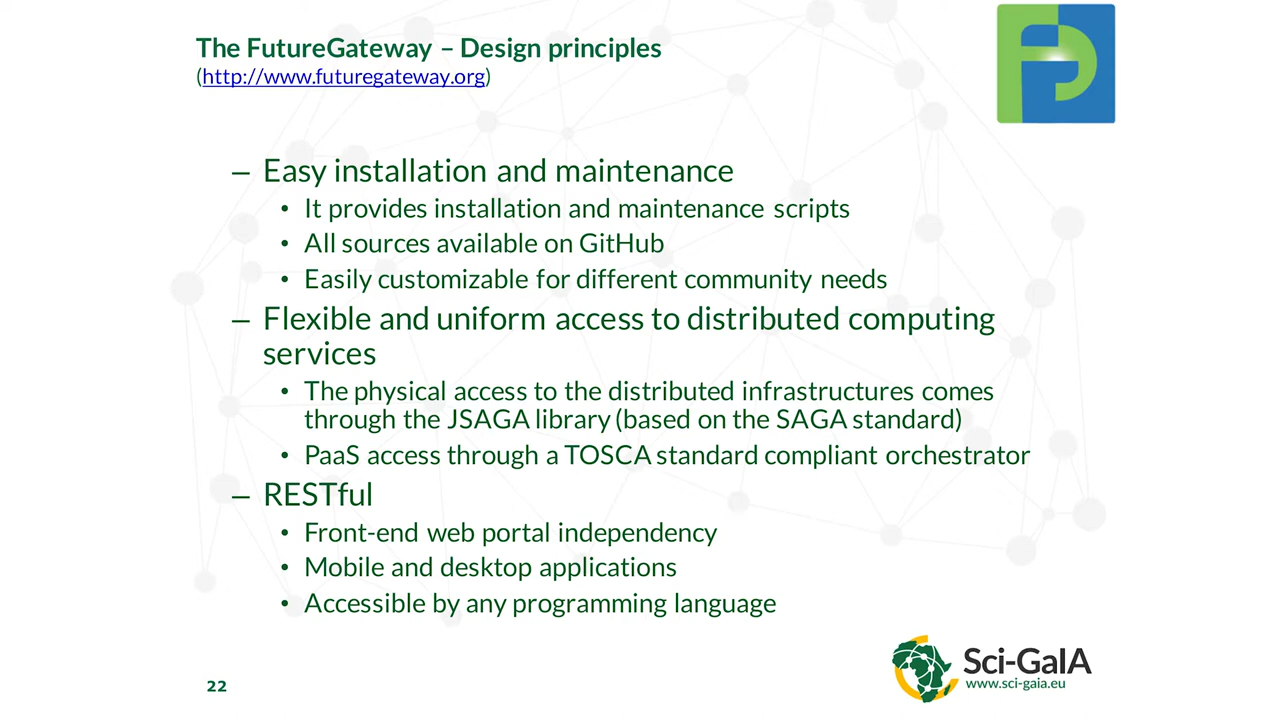 The FutureGateway – Design principles
(http://www.futuregateway.org)
– Easy installation and maintenance
• It provides installation and maintenance scripts
• All sources available on GitHub
• Easily customizable for different community needs
– Flexible and uniform access to distributed computing
services
• The physical access to the distributed infrastructures comes
through the JSAGA library (based on the SAGA standard)
• PaaS access through a TOSCA standard compliant orchestrator
– RESTful
• Front-end web portal independency
• Mobile and desktop applications
• Accessible by any programming language
Sci-GaIA
www.sci-gaia.eu
22